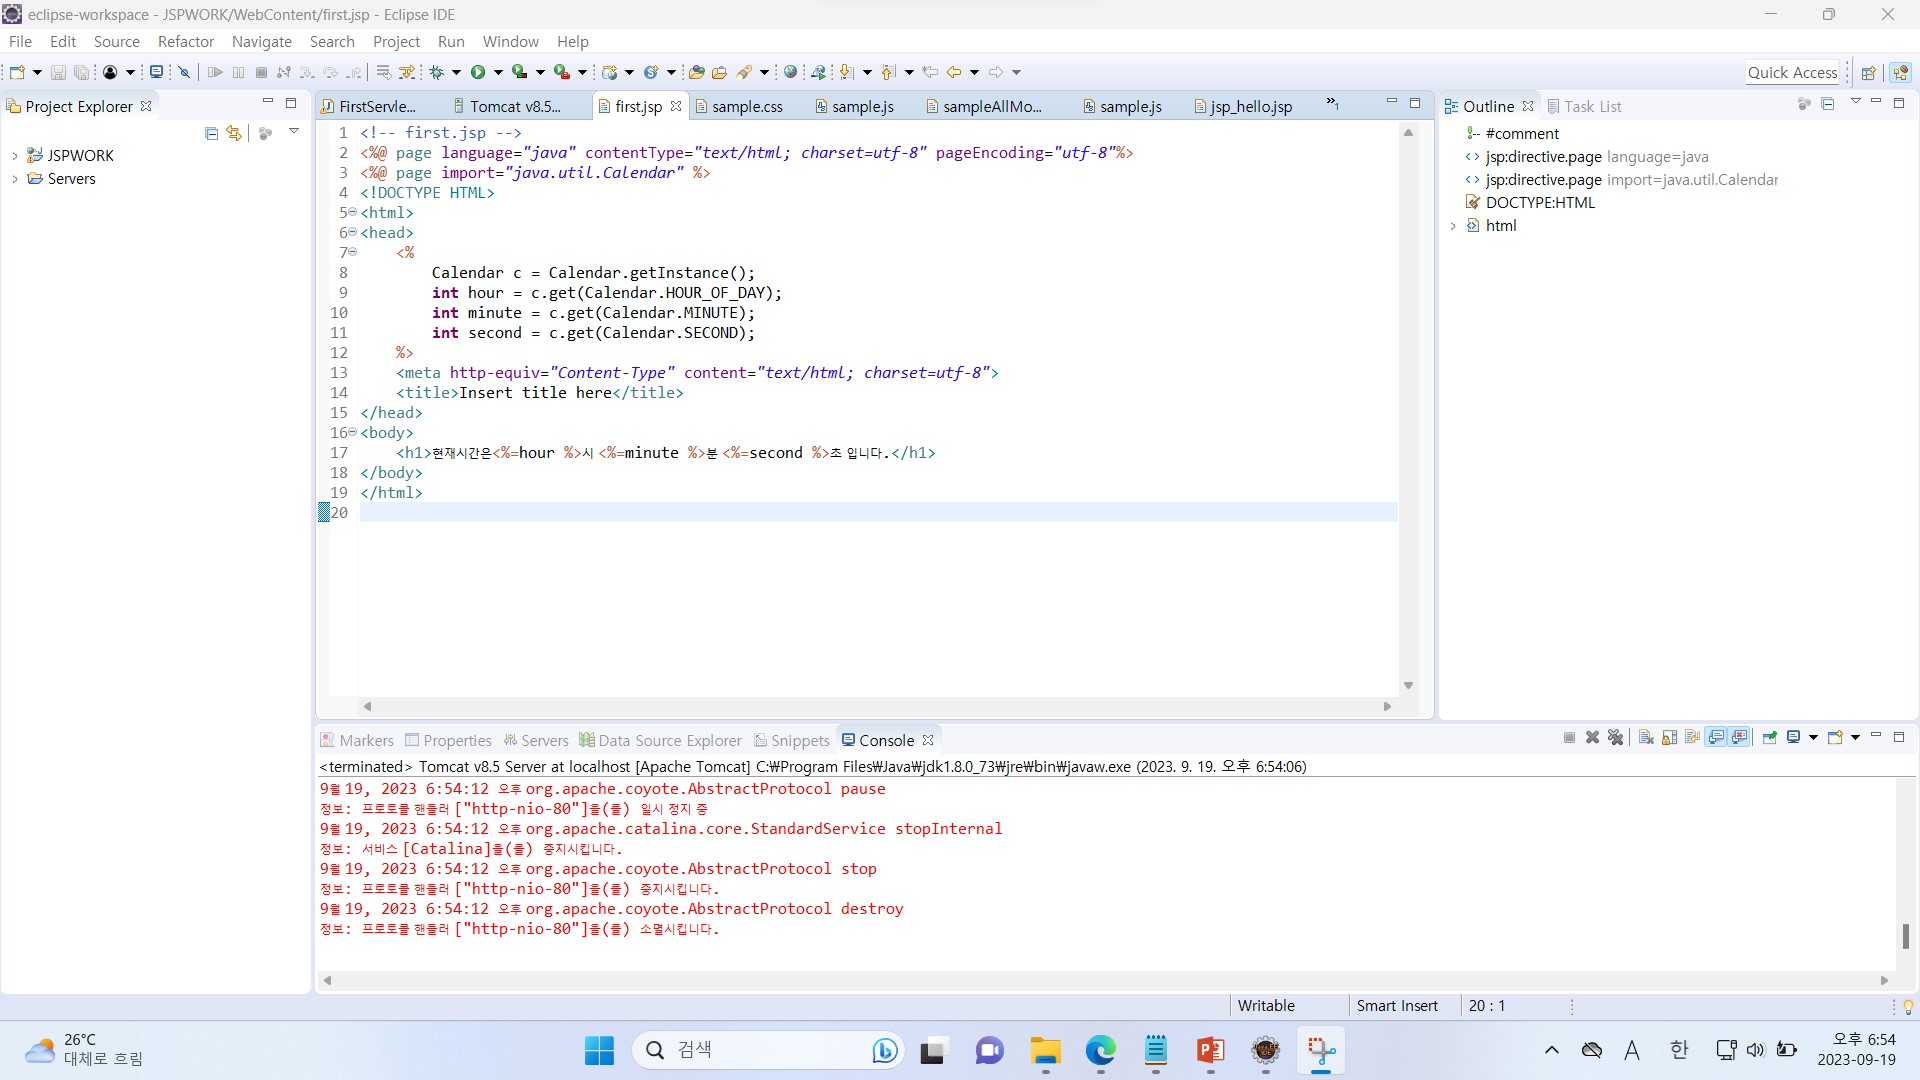 eclipse-workspace - JSPWORK/WebContent/first.jsp - Eclipse IDE
File Edit Source Refactor Navigate Search Project Run Window Help
Quick Access
Project Explorer
JSPWORK
Servers
FirstServle... Tomcat v8.5... first.jsp sample.css sample.js sampleAllMo... sample.js jsp_hello.jsp »1
1 <!-- first.jsp -->
2 <%@ page language="java" contentType="text/html; charset=utf-8" pageEncoding="utf-8"%>
3 <%@ page import="java.util.Calendar" %>
4 <!DOCTYPE HTML>
5 <html>
6 <head>
7 <%
8 Calendar c = Calendar.getInstance();
9 int hour = c.get(Calendar.HOUR_OF_DAY);
10 int minute = c.get(Calendar.MINUTE);
11 int second = c.get(Calendar.SECOND);
12 %>
13 <meta http-equiv="Content-Type" content="text/html; charset=utf-8">
14 <title>Insert title here</title>
15 </head>
16 <body>
17 <h1>현재시간은<%=hour %>시 <%=minute %>분 <%=second %>초 입니다.</h1>
18 </body>
19 </html>
20
Outline Task List
#comment
jsp:directive.page language=java
jsp:directive.page import=java.util.Calendar
DOCTYPE:HTML
html
Markers Properties Servers Data Source Explorer Snippets Console
<terminated> Tomcat v8.5 Server at localhost [Apache Tomcat] C:₩Program Files₩Java₩jdk1.8.0_73₩jre₩bin₩javaw.exe (2023. 9. 19. 오후 6:54:06)
9월 19, 2023 6:54:12 오후 org.apache.coyote.AbstractProtocol pause
정보: 프로토콜 핸들러 ["http-nio-80"]을(를) 일시 정지 중
9월 19, 2023 6:54:12 오후 org.apache.catalina.core.StandardService stopInternal
정보: 서비스 [Catalina]을(를) 중지시킵니다.
9월 19, 2023 6:54:12 오후 org.apache.coyote.AbstractProtocol stop
정보: 프로토콜 핸들러 ["http-nio-80"]을(를) 중지시킵니다.
9월 19, 2023 6:54:12 오후 org.apache.coyote.AbstractProtocol destroy
정보: 프로토콜 핸들러 ["http-nio-80"]을(를) 소멸시킵니다.
Writable Smart Insert 20 : 1
26°C
대체로 흐림
검색
A 한
오후 6:54
2023-09-19